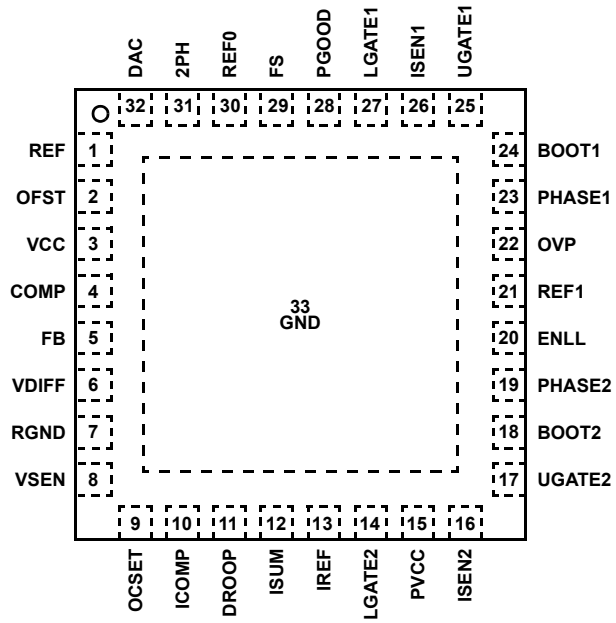 DAC 2PH REF0 FS PGOOD LGATE1 ISEN1 UGATE1
32 31 30 29 28 27 26 25
REF 1 24 BOOT1
OFST 2 23 PHASE1
VCC 3 22 OVP
COMP 4 21 REF1
33
GND
FB 5 20 ENLL
VDIFF 6 19 PHASE2
RGND 7 18 BOOT2
VSEN 8 17 UGATE2
9 10 11 12 13 14 15 16
OCSET ICOMP DROOP ISUM IREF LGATE2 PVCC ISEN2